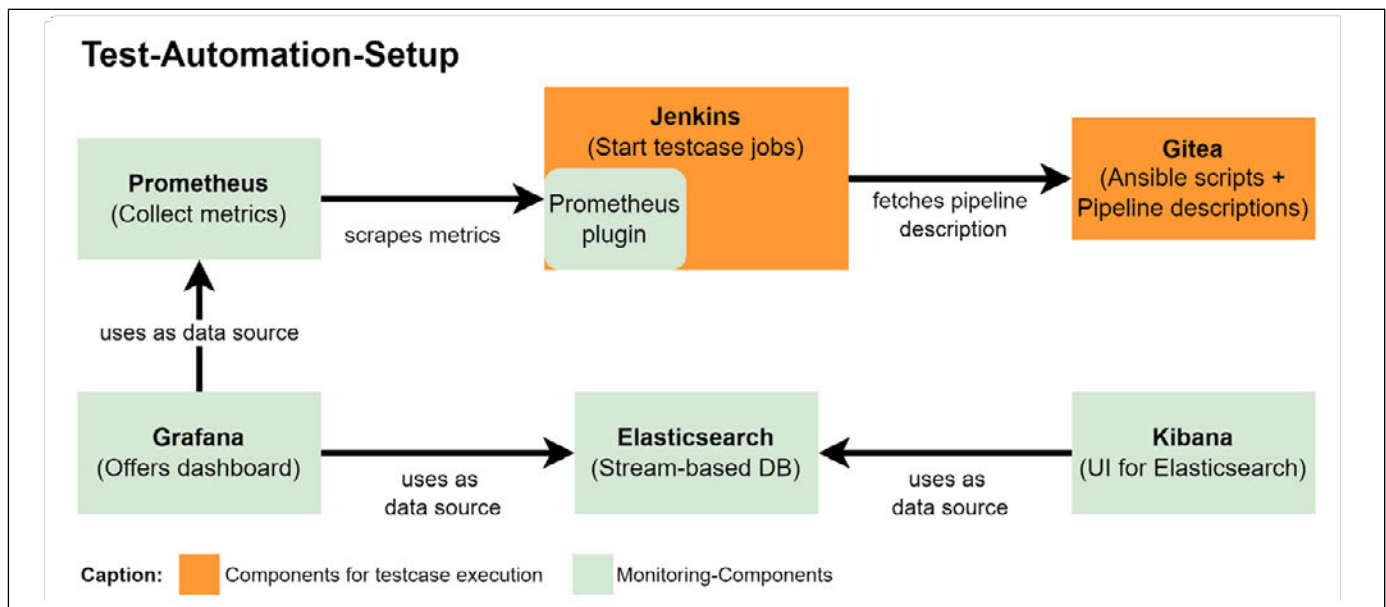 Test-Automation-Setup
Prometheus
(Collect metrics)
scrapes metrics
Jenkins
(Start testcase jobs)
Prometheus
plugin
fetches pipeline
description
Gitea
(Ansible scripts +
Pipeline descriptions)
uses as data source
Grafana
(Offers dashboard)
uses as
data source
Elasticsearch
(Stream-based DB)
uses as
data source
Kibana
(UI for Elasticsearch)
Caption: Components for testcase execution Monitoring-Components